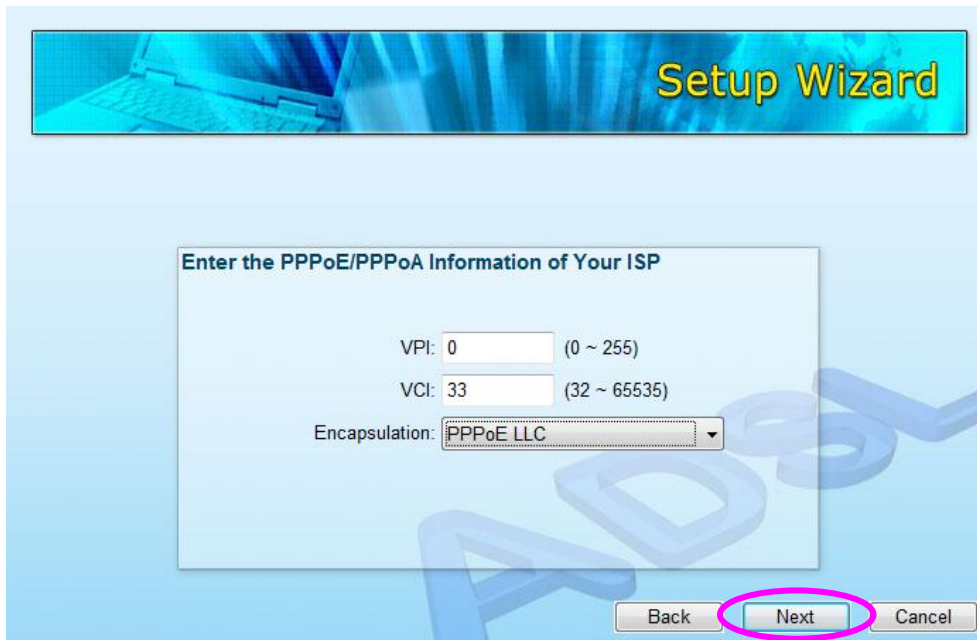 Setup Wizard
Enter the PPPoE/PPPoA Information of Your ISP
VPI: 0 (0 ~ 255)
VCI: 33 (32 ~ 65535)
Encapsulation: PPPoE LLC
ADSL
Back Next Cancel